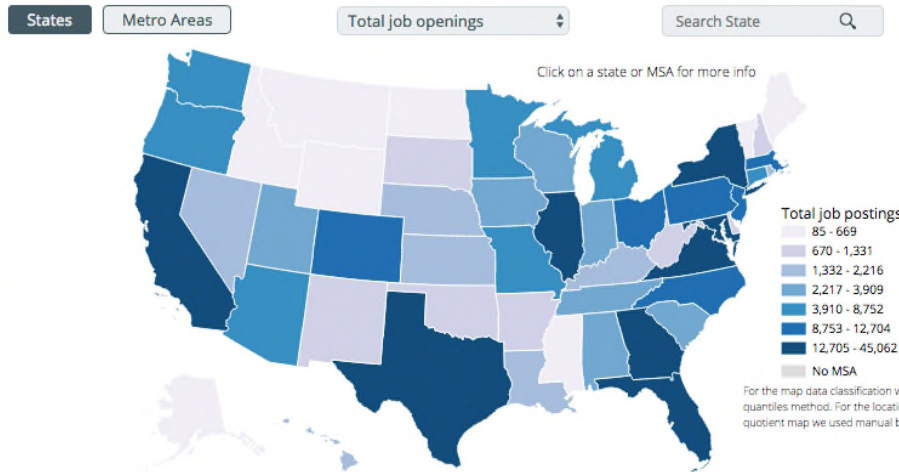 States
Metro Areas
Total job openings
Search State
Click on a state or MSA for more info
Total job postings
85 - 669
670 - 1,331
1,332 - 2,216
2,217 - 3,909
3,910 - 8,752
8,753 - 12,704
12,705 - 45,062
No MSA
For the map data classification
quantiles method. For the
quotient map we used manual